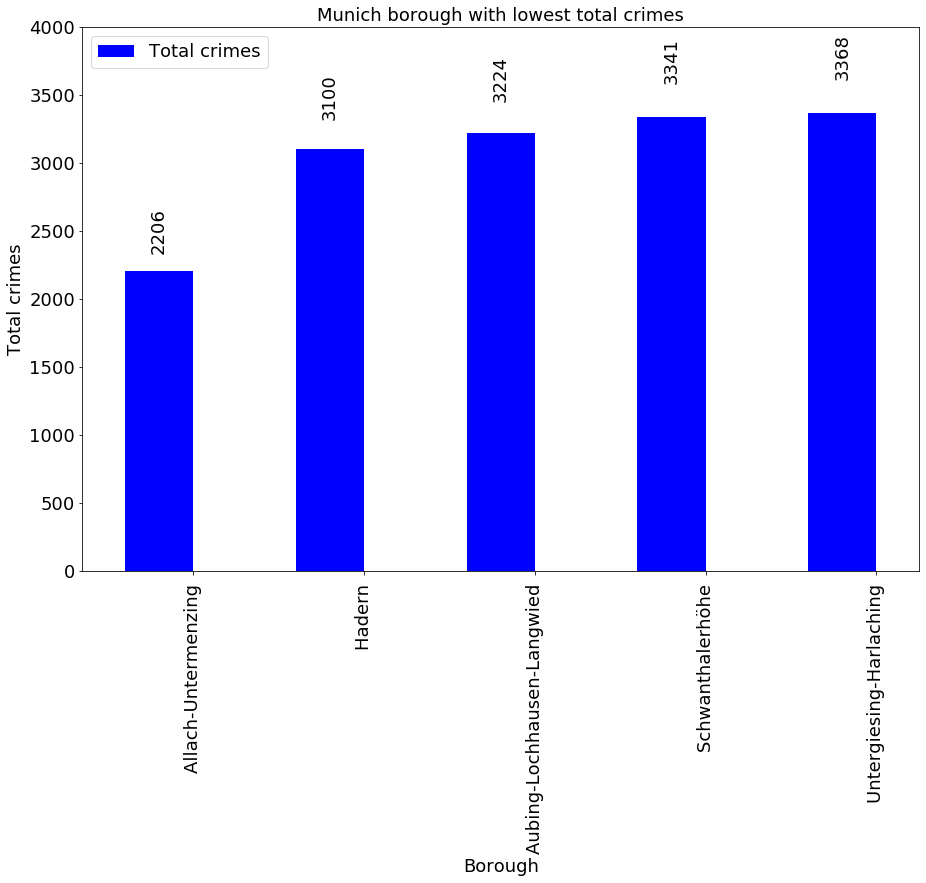 Munich borough with lowest total crimes
Total crimes
4000
3500
3000
2500
2000
1500
1000
500
0
Total crimes
2206
3100
3224
3341
3368
Allach-Untermenzing
Hadern
Aubing-Lochhausen-Langwied
Schwanthalerhöhe
Untergiesing-Harlaching
Borough